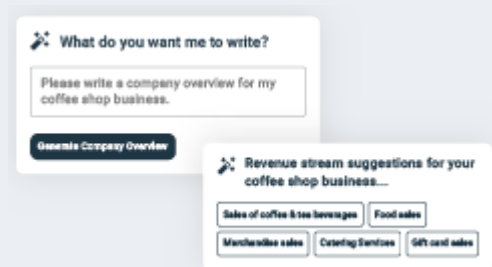 What do you want me to write?
Please write a company overview for my
coffee shop business.
Generate Company Overview
Revenue stream suggestions for your
coffee shop business...
Sales of coffee & tea beverages
Food sales
Merchandise sales
Catering Services
Gift card sales